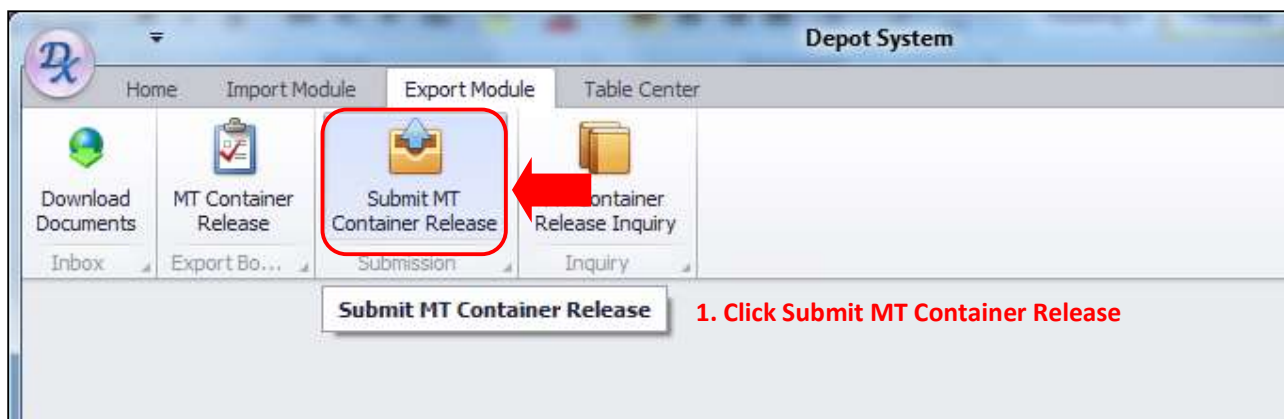 DX
Depot System
Home Import Module Export Module Table Center
Download Documents
MT Container Release
Submit MT Container Release
ontainer Release Inquiry
Inbox Export Bo... Submission Inquiry
Submit MT Container Release
1. Click Submit MT Container Release